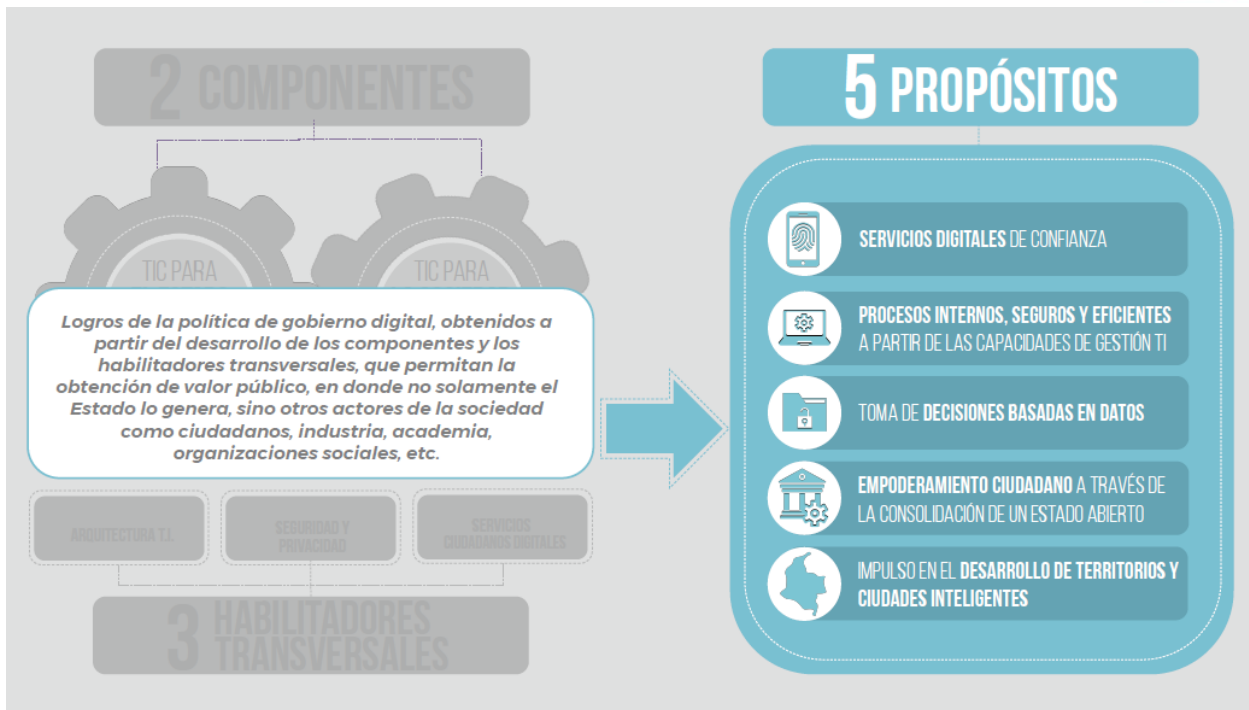 2 COMPONENTES
TIC PARA
TIC PARA
Logros de la política de gobierno digital, obtenidos a
partir del desarrollo de los componentes y los
habilitadores transversales, que permitan la
obtención de valor público, en donde no solamente el
Estado lo genera, sino otros actores de la sociedad
como ciudadanos, industria, academia,
organizaciones sociales, etc.
ARQUITECTURA T.I.
SEGURIDAD Y
PRIVACIDAD
SERVICIOS
CIUDADANOS DIGITALES
3 HABILITADORES
TRANSVERSALES
5 PROPÓSITOS
SERVICIOS DIGITALES DE CONFIANZA
PROCESOS INTERNOS, SEGUROS Y EFICIENTES
A PARTIR DE LAS CAPACIDADES DE GESTIÓN TI
TOMA DE DECISIONES BASADAS EN DATOS
EMPODERAMIENTO CIUDADANO A TRAVÉS DE
LA CONSOLIDACIÓN DE UN ESTADO ABIERTO
IMPULSO EN EL DESARROLLO DE TERRITORIOS Y
CIUDADES INTELIGENTES